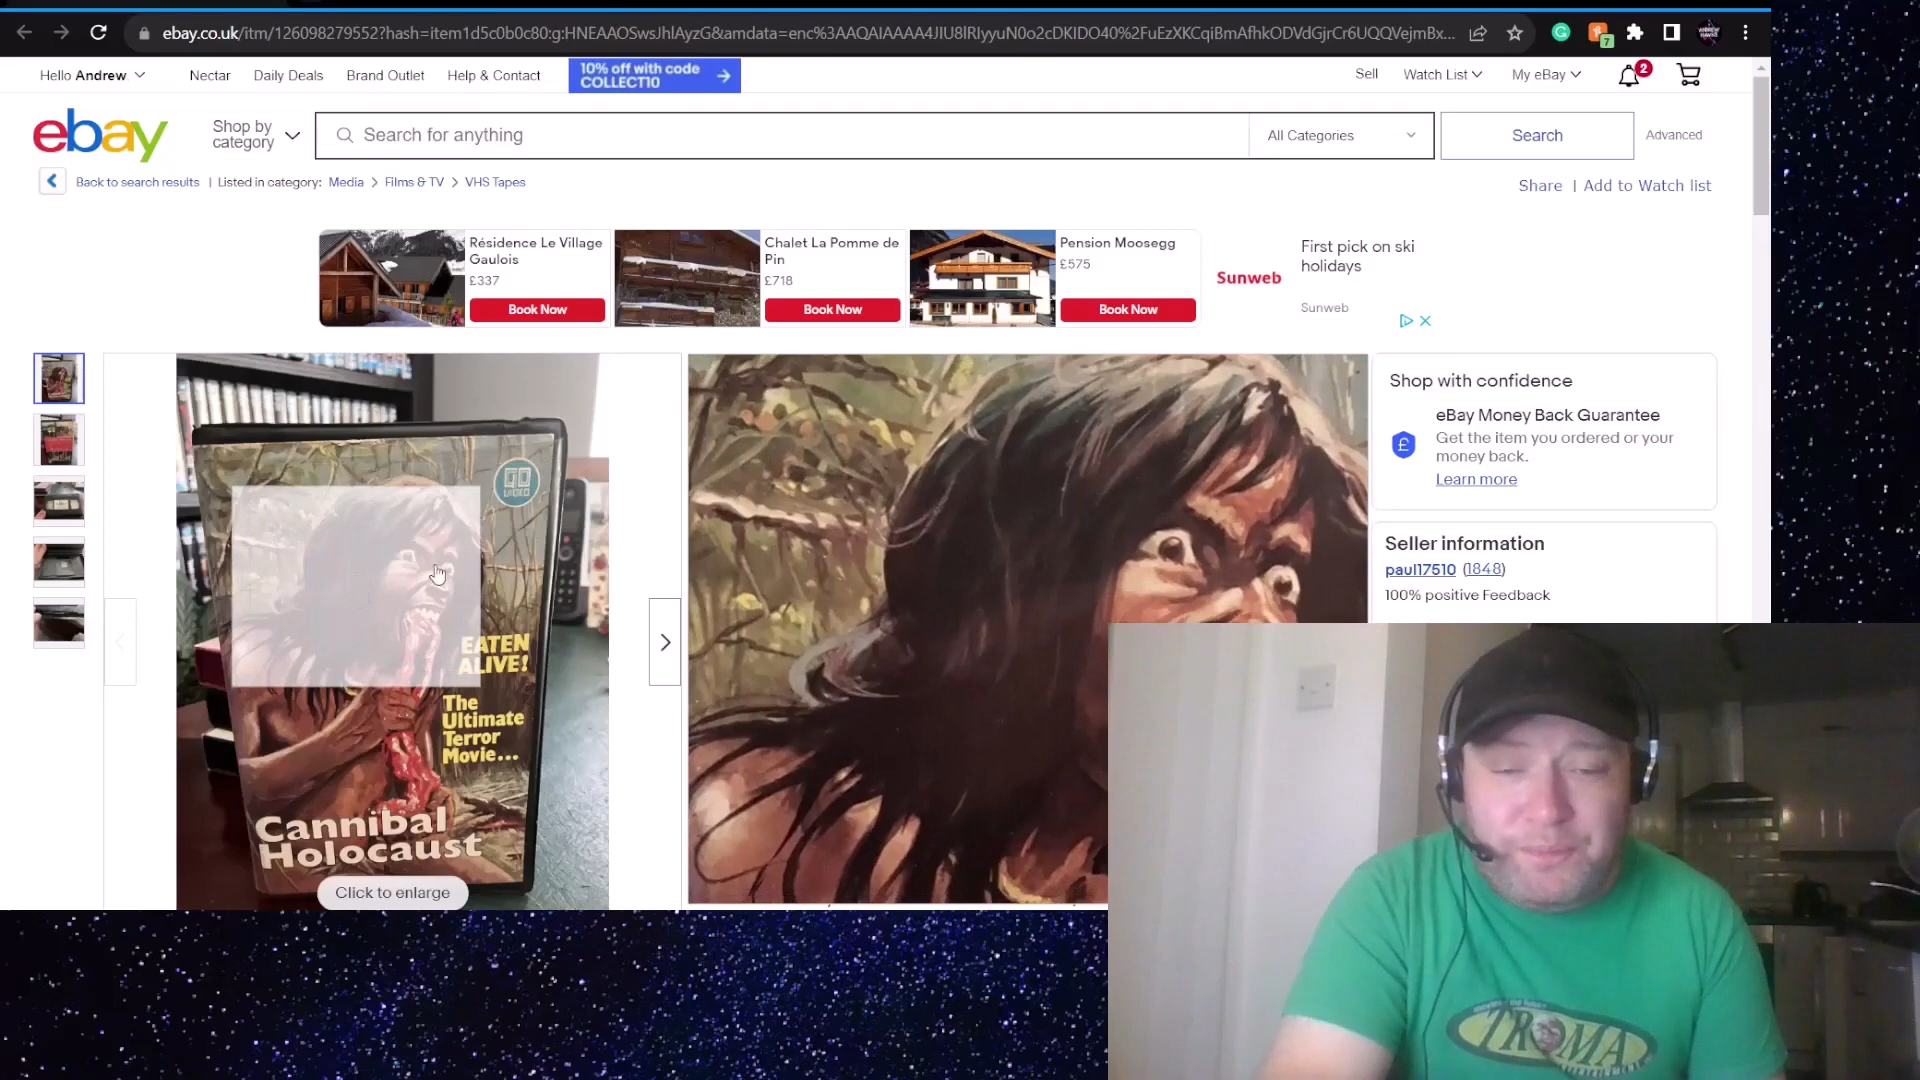 ebay.co.uk/itm/126098279552?hash=item1d5c0b0c80:g:HNEAAOSwsJhlAyzG&amdata=enc%3AAQAIAAAA4JIU8lRIyyuN0o2cDKIDO40%2FuEzXKCqiBmAfhkODVdGjrCr6UQQVejmBx...
7
Hello Andrew
Nectar
Daily Deals
Brand Outlet
Help & Contact
10% off with code
COLLECT10
Sell
Watch List
My eBay
2
ebay
Shop by
category
Search for anything
All Categories
Search
Advanced
Back to search results | Listed in category: Media > Films & TV > VHS Tapes
Share | Add to Watch list
Résidence Le Village
Gaulois
£337
Book Now
Chalet La Pomme de
Pin
£718
Book Now
Pension Moosegg
£575
Book Now
Sunweb
First pick on ski
holidays
Sunweb
GO
VIDEO
EATEN
ALIVE!
The
Ultimate
Terror
Movie...
Cannibal
Holocaust
Click to enlarge
Shop with confidence
eBay Money Back Guarantee
Get the item you ordered or your
money back.
Learn more
Seller information
paul17510 (1848)
100% positive Feedback
TROMA